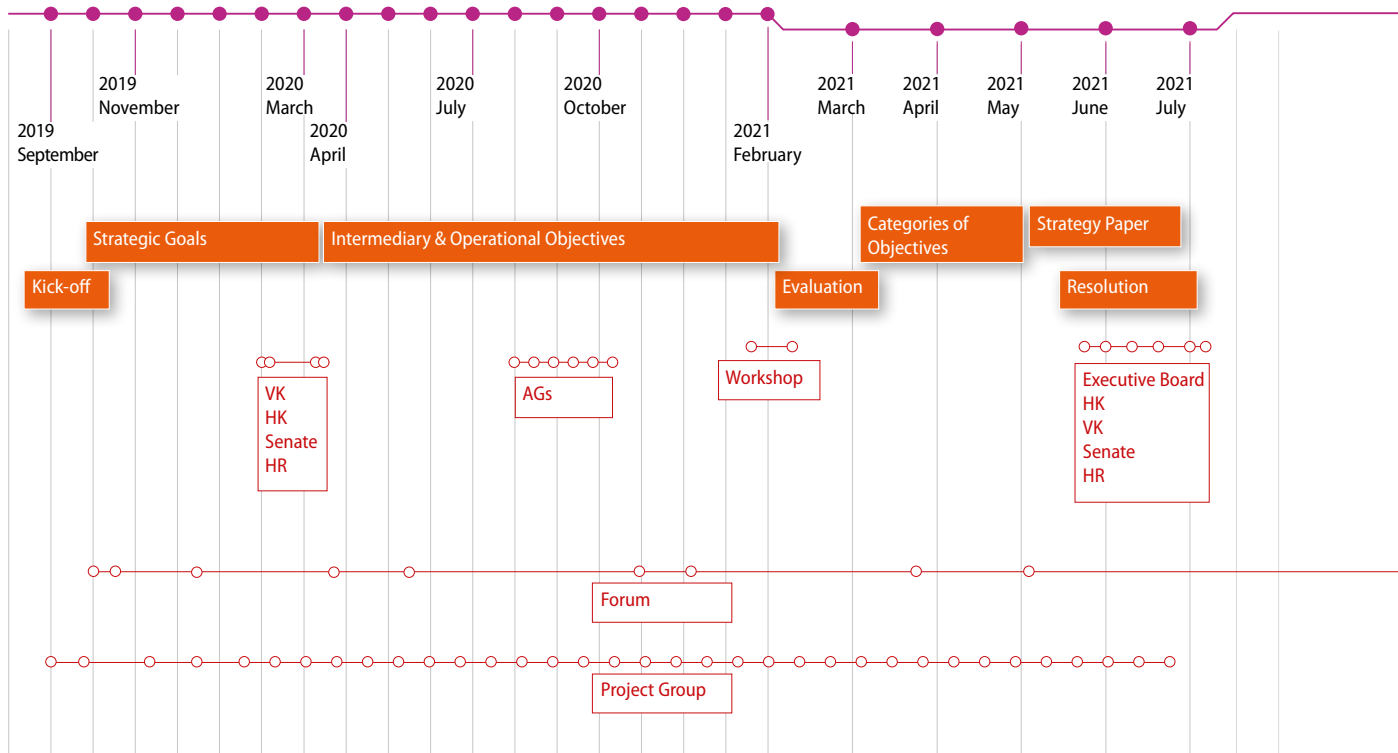 2019
November
2020
March
2020
July
2020
October
2021
March
2021
April
2021
May
2021
June
2021
July
2019
September
2020
April
2021
February
Strategic Goals
Intermediary & Operational Objectives
Categories of
Objectives
Strategy Paper
Kick-off
Evaluation
Resolution
VK
HK
Senate
HR
AGs
Workshop
Executive Board
HK
VK
Senate
HR
Forum
Project Group